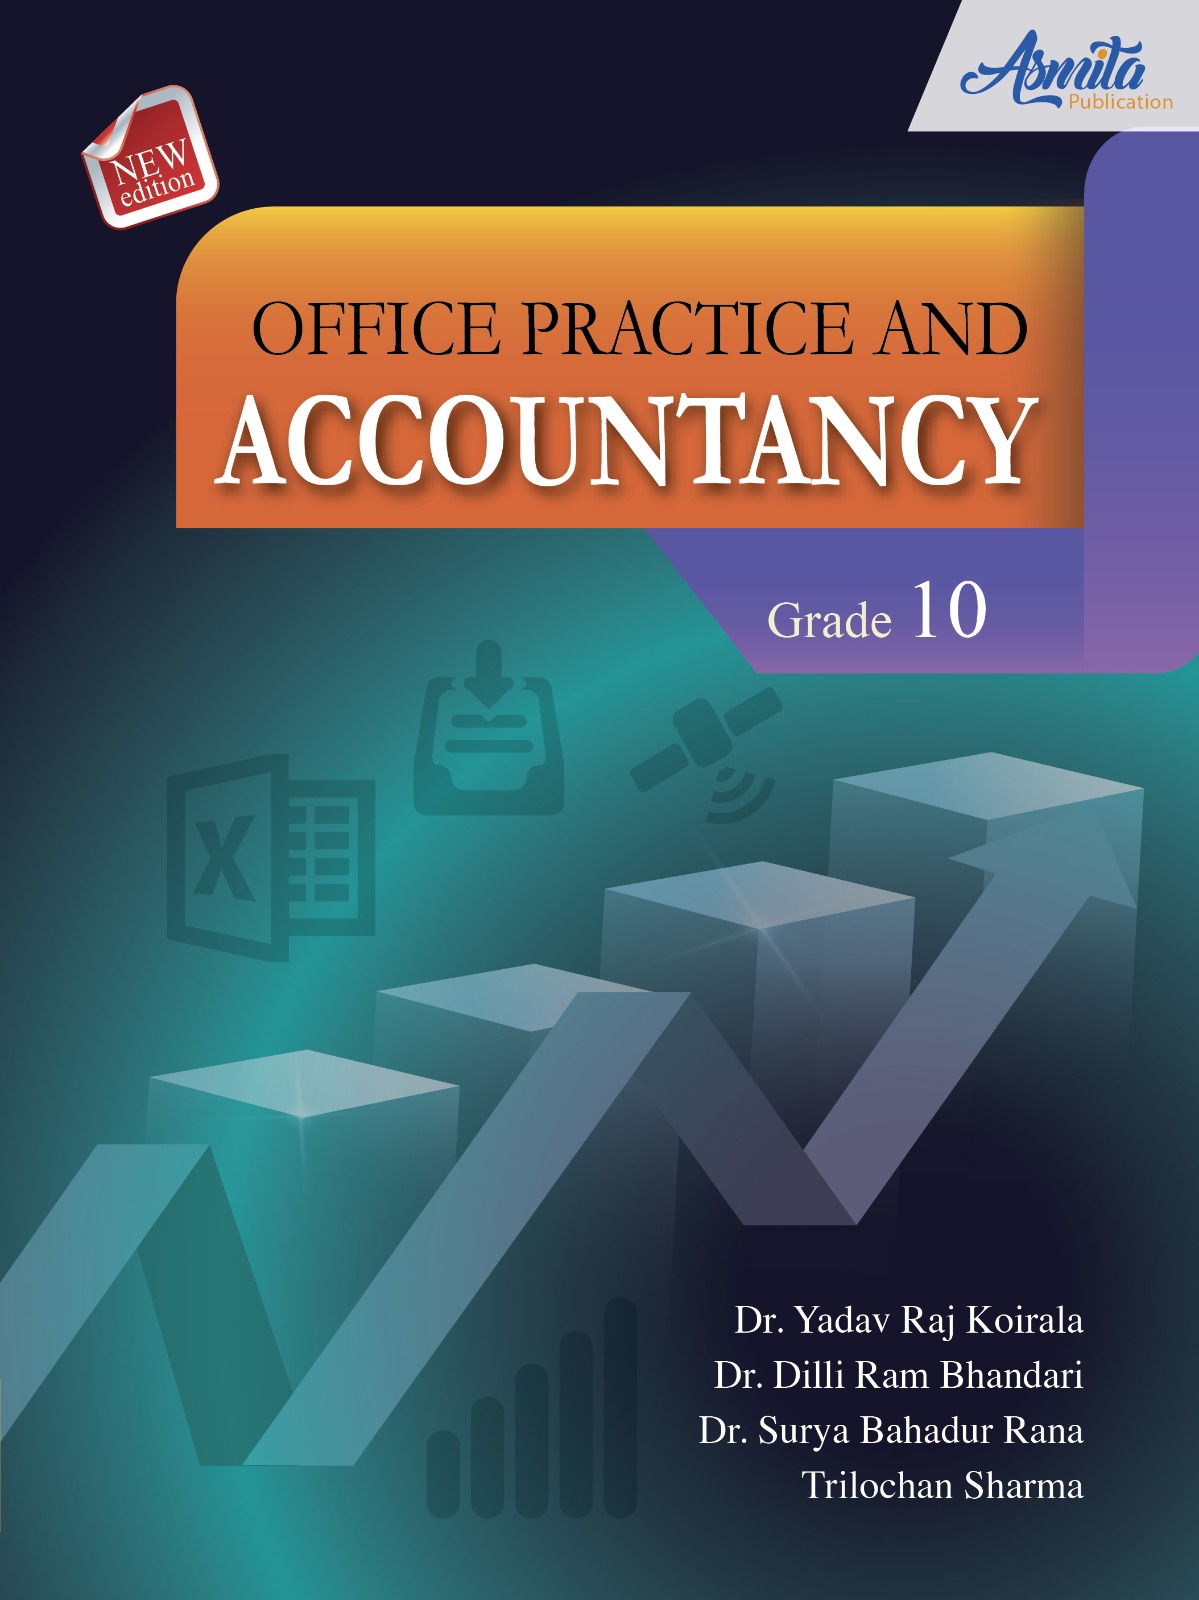 Asmita
Publication
NEW
edition
OFFICE PRACTICE AND
ACCOUNTANCY
Grade 10
X
Dr. Yadav Raj Koirala
Dr. Dilli Ram Bhandari
Dr. Surya Bahadur Rana
Trilochan Sharma